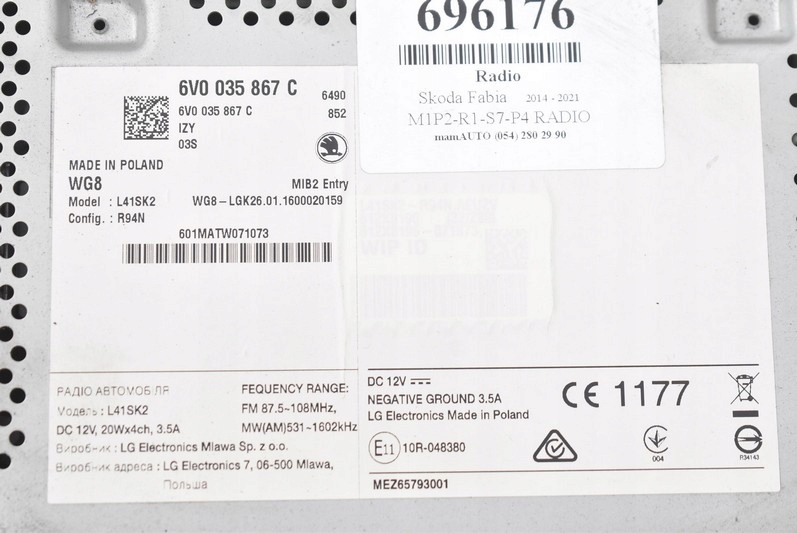 696176
Radio
Skoda Fabia 2014 - 2021
M1P2-R1-S7-P4 RADIO
mamAUTO (054) 280 29 90
6V0 035 867 C
6490
6V0 035 867 C
852
IZY
03S
MADE IN POLAND
WG8
MIB2 Entry
Model : L41SK2
WG8-LGK26.01.1600020159
Config. : R94N
601MATW071073
РАДІО АВТОМОБІЛЯ
FEQUENCY RANGE:
Модель : L41SK2
FM 87.5~108MHz,
DC 12V, 20Wx4ch, 3.5A
MW(AM)531~1602kHz
Виробник : LG Electronics Mlawa Sp. z o.o.
Виробник адреса : LG Electronics 7, 06-500 Mlawa,
Польша
DC 12V
NEGATIVE GROUND 3.5A
LG Electronics Made in Poland
CE 1177
E11 10R-048380
004
R34143
MEZ65793001